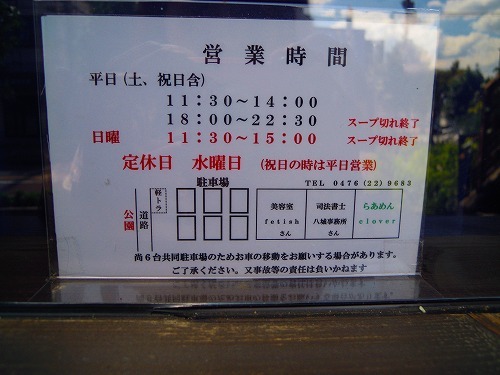 営業時間
平日(土、祝日含)
11:30～14:00
18:00～22:30 スープ切れ終了
日曜 11:30～15:00 スープ切れ終了
定休日 水曜日 (祝日の時は平日営業)
駐車場 TEL 0476(22)9683
公園
道路
軽トラ
美容室
fetish
さん
司法書士
八城事務所
さん
らあめん
clover
尚6台共同駐車場のためお車の移動をお願いする場合があります。
ご了承ください。又事故等の責任は負いかねます